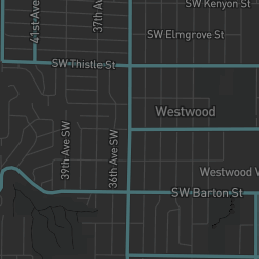 SW Kenyon St
41st Ave
37th Ave
SW Elmgrove St
SW Thistle St
Westwood
39th Ave SW
36th Ave SW
Westwood V
SW Barton St